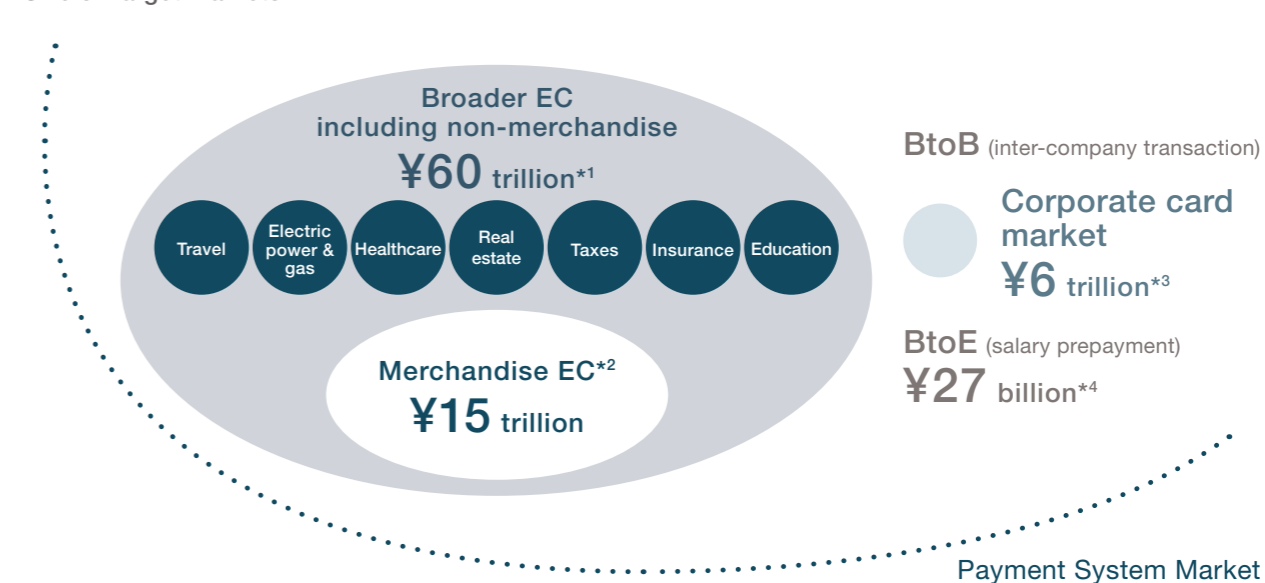 Broader EC
including non-merchandise
¥60 trillion*1
Travel
Electric
power &
gas
Healthcare
Real
estate
Taxes
Insurance
Education
Merchandise EC*2
¥15 trillion
BtoB (inter-company transaction)
Corporate card
market
¥6 trillion*3
BtoE (salary prepayment)
¥27 billion*4
Payment System Market